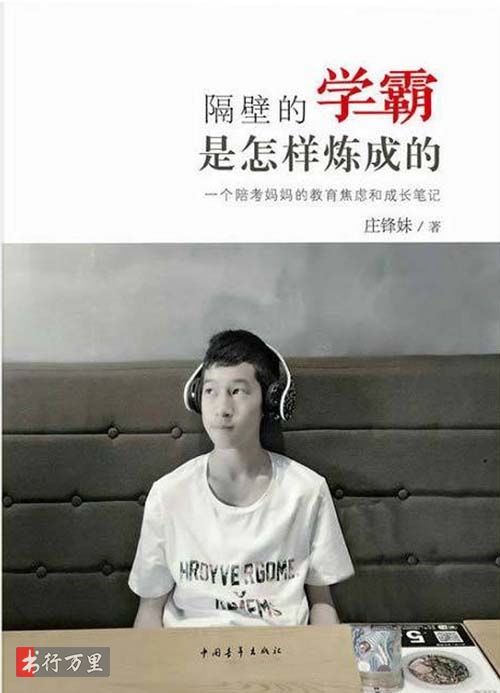 隔壁的学霸
是怎样炼成的
一个陪考妈妈的教育焦虑和成长笔记
庄锋妹 / 著
HRDYVERGOME.
5
中国青年出版社
书行万里